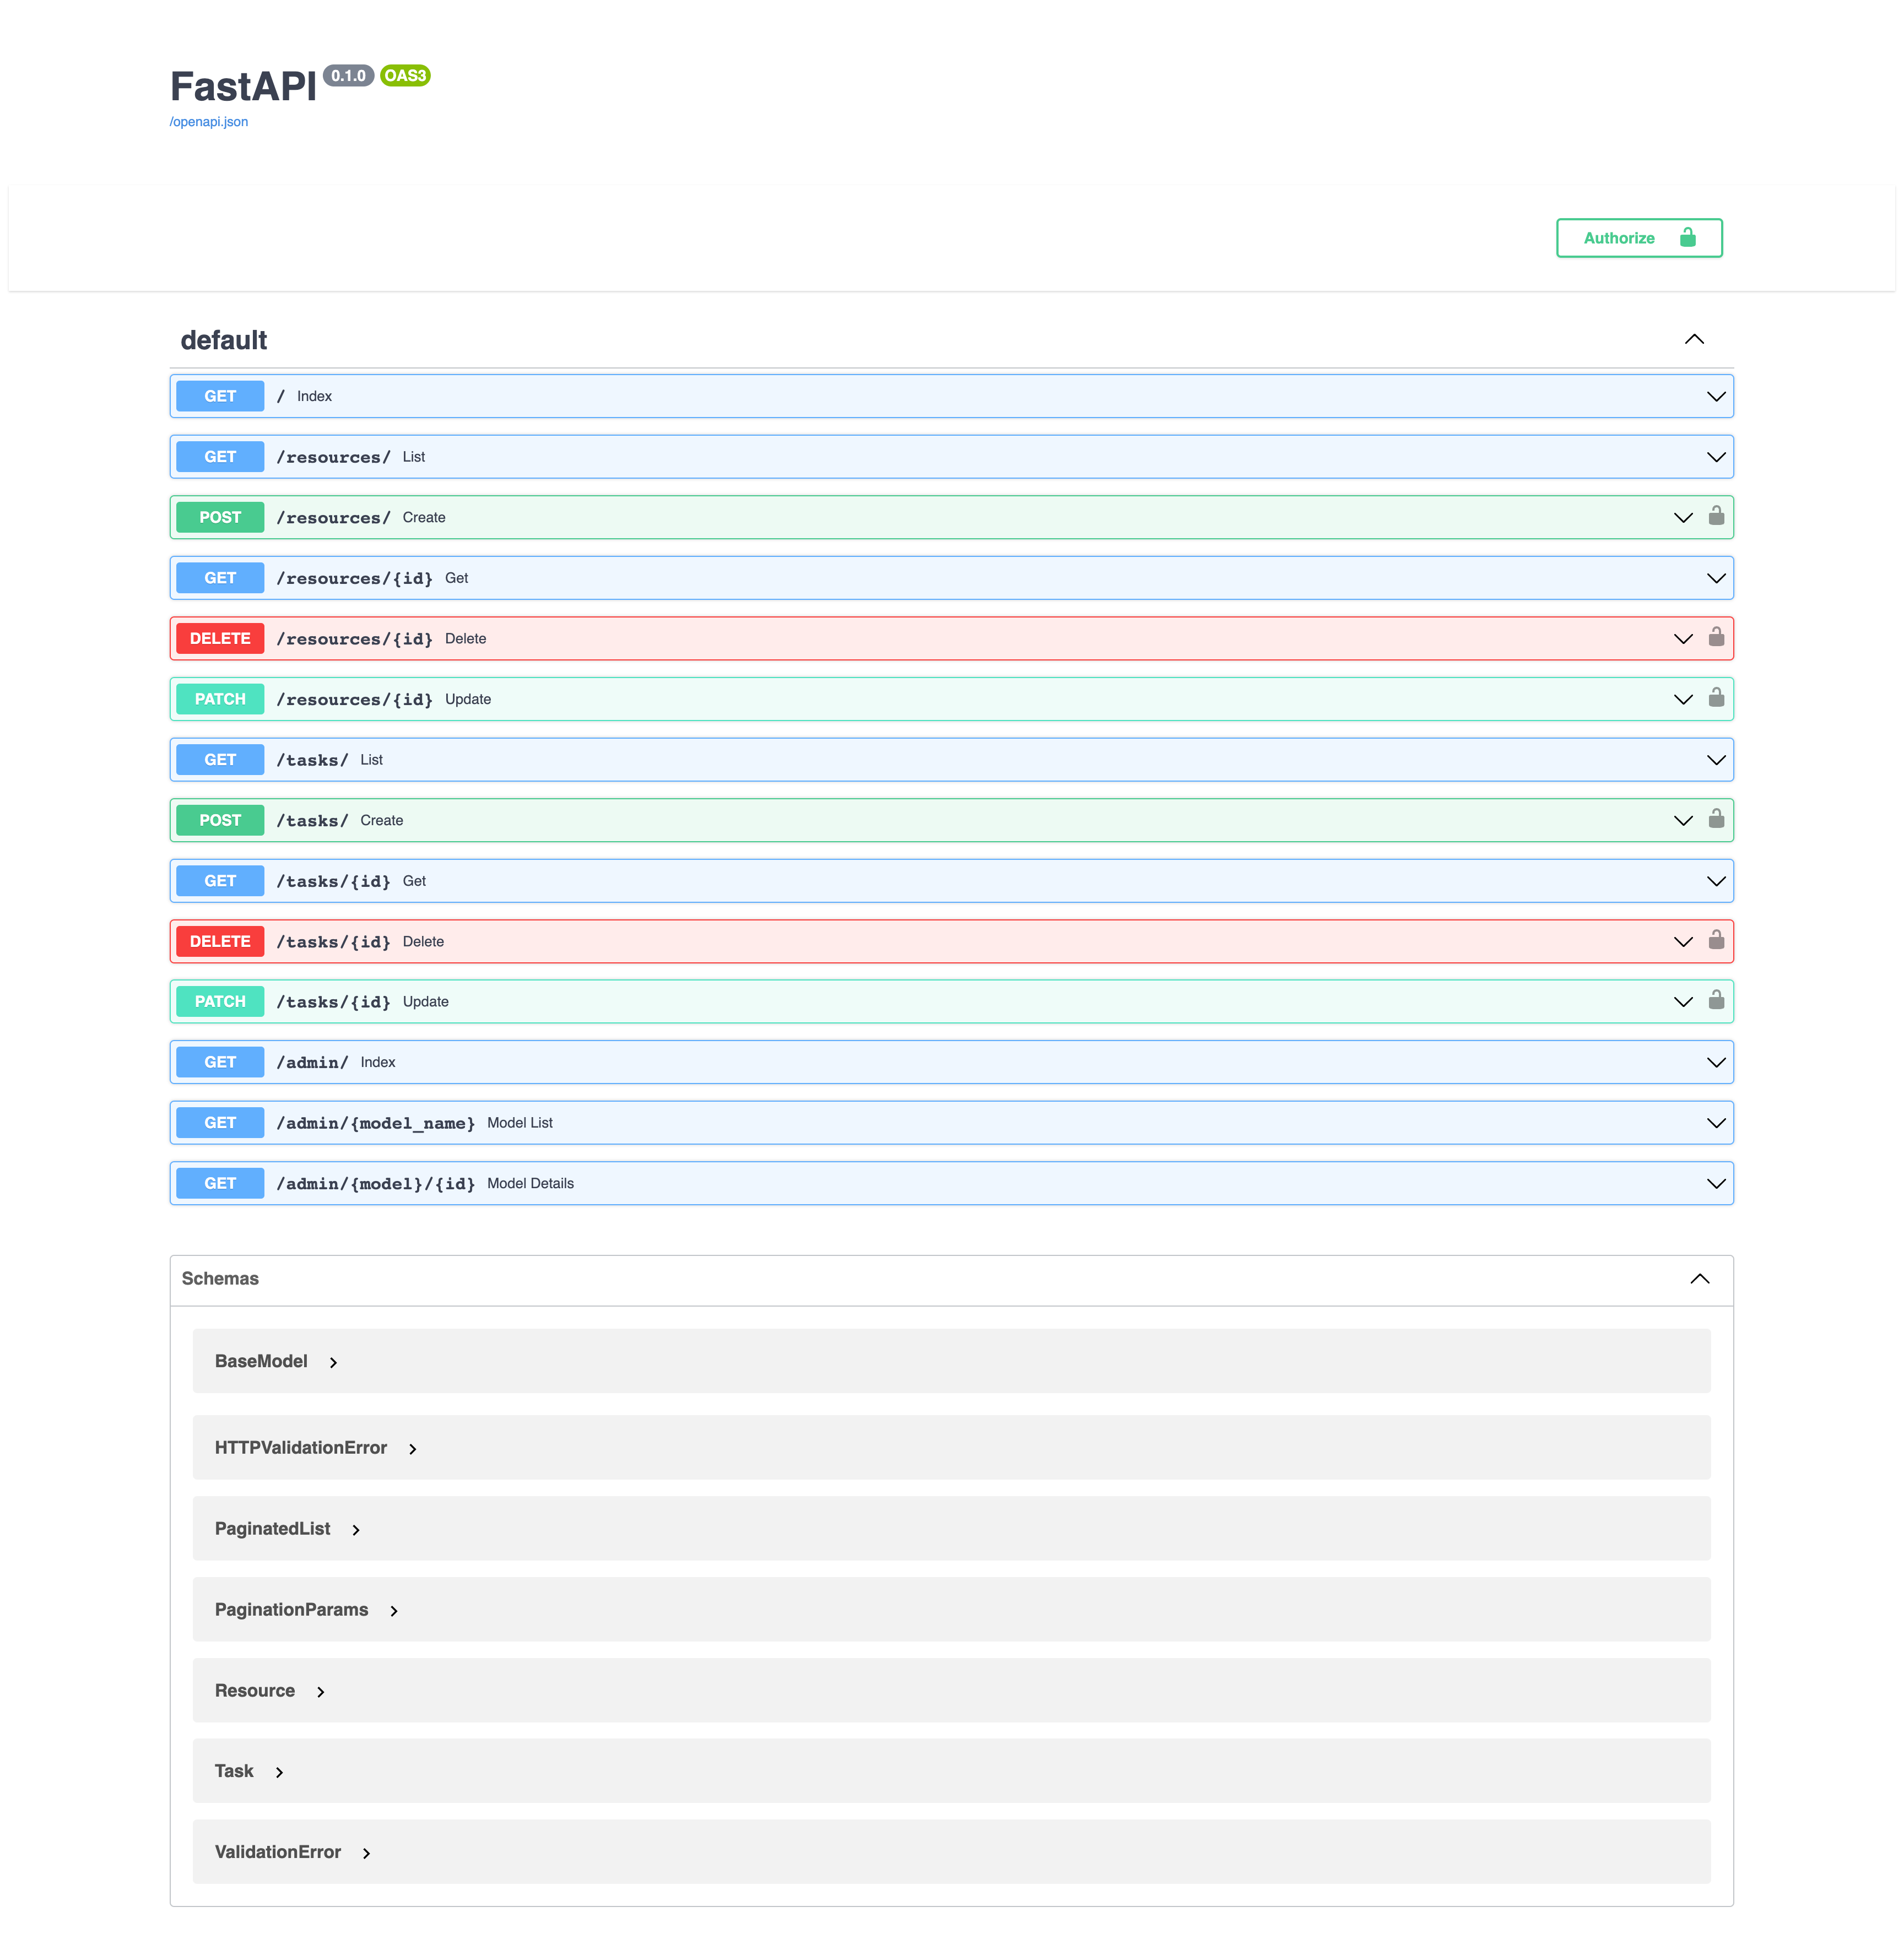 FastAPI 0.1.0 OAS3
/openapi.json
Authorize
default
GET / Index
GET /resources/ List
POST /resources/ Create
GET /resources/{id} Get
DELETE /resources/{id} Delete
PATCH /resources/{id} Update
GET /tasks/ List
POST /tasks/ Create
GET /tasks/{id} Get
DELETE /tasks/{id} Delete
PATCH /tasks/{id} Update
GET /admin/ Index
GET /admin/{model_name} Model List
GET /admin/{model}/{id} Model Details
Schemas
BaseModel
HTTPValidationError
PaginatedList
PaginationParams
Resource
Task
ValidationError